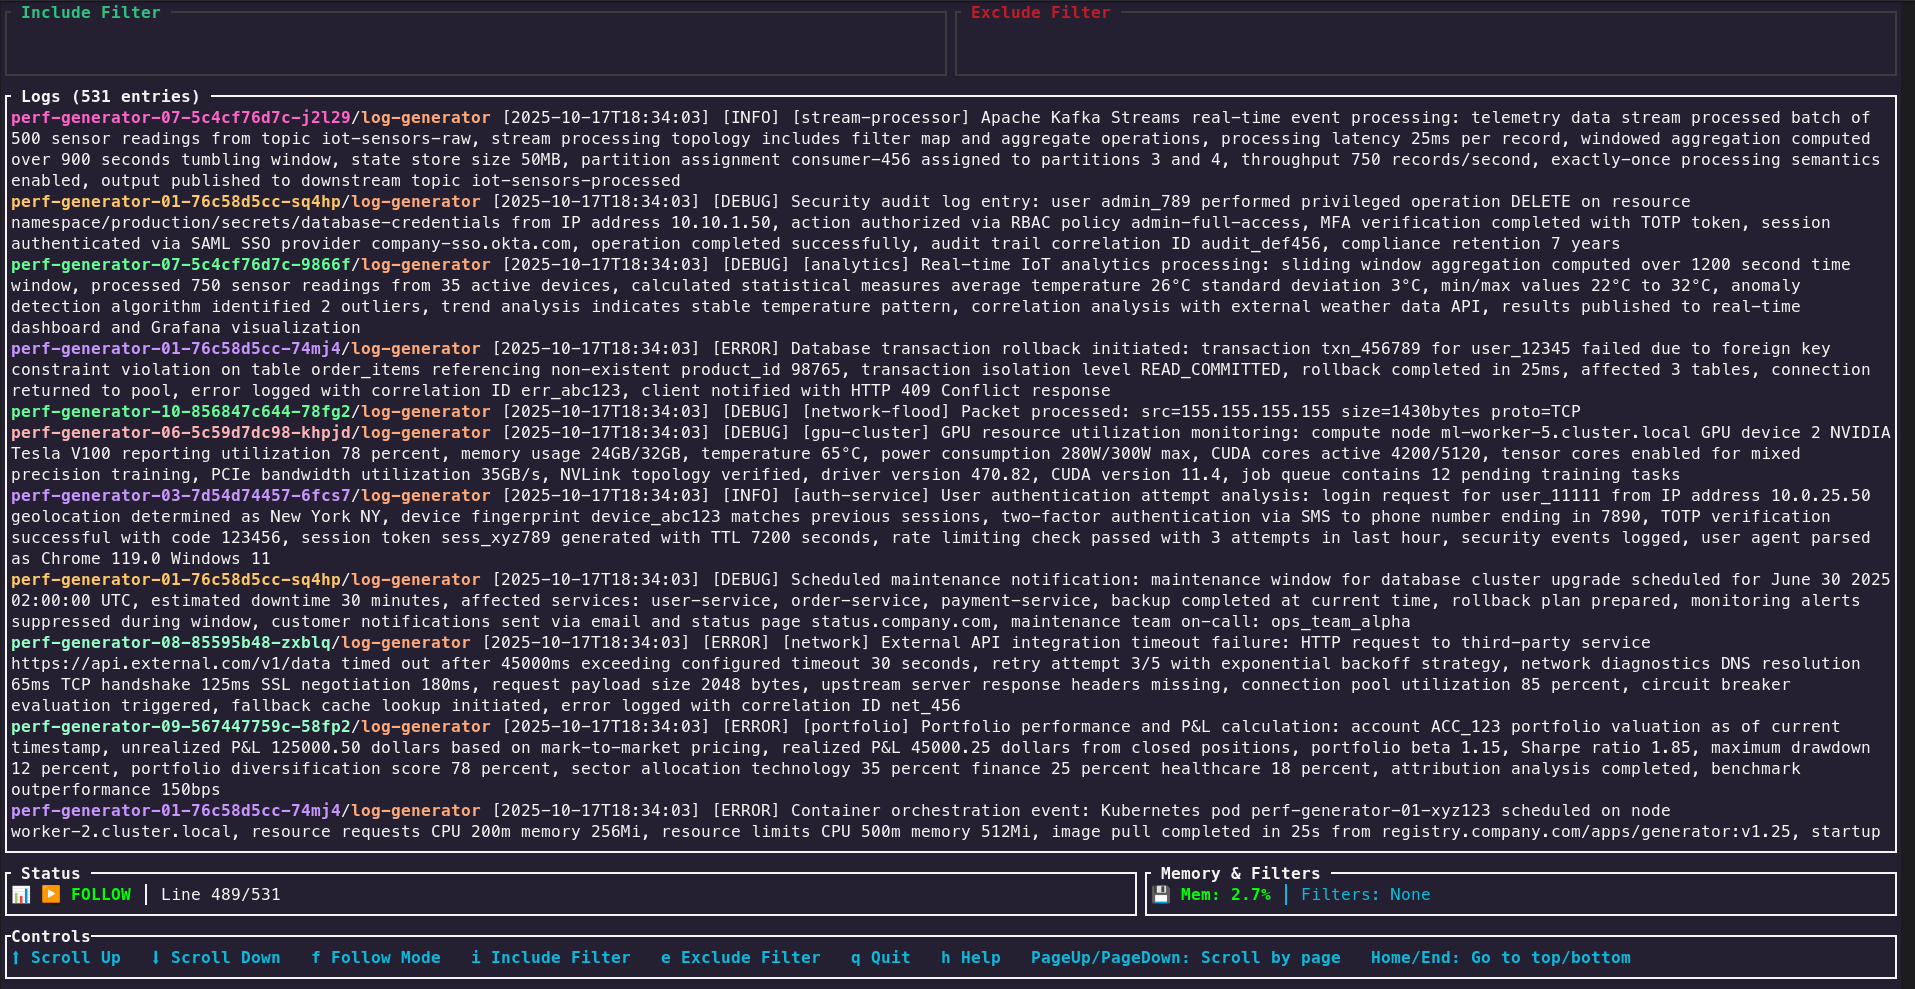 Include Filter
Exclude Filter
Logs (531 entries)
perf-generator-07-5c4cf76d7c-j2l29/log-generator [2025-10-17T18:34:03] [INFO] [stream-processor] Apache Kafka Streams real-time event processing: telemetry data stream processed batch of
500 sensor readings from topic iot-sensors-raw, stream processing topology includes filter map and aggregate operations, processing latency 25ms per record, windowed aggregation computed
over 900 seconds tumbling window, state store size 50MB, partition assignment consumer-456 assigned to partitions 3 and 4, throughput 750 records/second, exactly-once processing semantics
enabled, output published to downstream topic iot-sensors-processed
perf-generator-01-76c58d5cc-sq4hp/log-generator [2025-10-17T18:34:03] [DEBUG] Security audit log entry: user admin_789 performed privileged operation DELETE on resource
namespace/production/secrets/database-credentials from IP address 10.10.1.50, action authorized via RBAC policy admin-full-access, MFA verification completed with TOTP token, session
authenticated via SAML SSO provider company-sso.okta.com, operation completed successfully, audit trail correlation ID audit_def456, compliance retention 7 years
perf-generator-07-5c4cf76d7c-9866f/log-generator [2025-10-17T18:34:03] [DEBUG] [analytics] Real-time IoT analytics processing: sliding window aggregation computed over 1200 second time
window, processed 750 sensor readings from 35 active devices, calculated statistical measures average temperature 26°C standard deviation 3°C, min/max values 22°C to 32°C, anomaly
detection algorithm identified 2 outliers, trend analysis indicates stable temperature pattern, correlation analysis with external weather data API, results published to real-time
dashboard and Grafana visualization
perf-generator-01-76c58d5cc-74mj4/log-generator [2025-10-17T18:34:03] [ERROR] Database transaction rollback initiated: transaction txn_456789 for user_12345 failed due to foreign key
constraint violation on table order_items referencing non-existent product_id 98765, transaction isolation level READ_COMMITTED, rollback completed in 25ms, affected 3 tables, connection
returned to pool, error logged with correlation ID err_abc123, client notified with HTTP 409 Conflict response
perf-generator-10-856847c644-78fg2/log-generator [2025-10-17T18:34:03] [DEBUG] [network-flood] Packet processed: src=155.155.155.155 size=1430bytes proto=TCP
perf-generator-06-5c59d7dc98-khpjd/log-generator [2025-10-17T18:34:03] [DEBUG] [gpu-cluster] GPU resource utilization monitoring: compute node ml-worker-5.cluster.local GPU device 2 NVIDIA
Tesla V100 reporting utilization 78 percent, memory usage 24GB/32GB, temperature 65°C, power consumption 280W/300W max, CUDA cores active 4200/5120, tensor cores enabled for mixed
precision training, PCIe bandwidth utilization 35GB/s, NVLink topology verified, driver version 470.82, CUDA version 11.4, job queue contains 12 pending training tasks
perf-generator-03-7d54d74457-6fcs7/log-generator [2025-10-17T18:34:03] [INFO] [auth-service] User authentication attempt analysis: login request for user_11111 from IP address 10.0.25.50
geolocation determined as New York NY, device fingerprint device_abc123 matches previous sessions, two-factor authentication via SMS to phone number ending in 7890, TOTP verification
successful with code 123456, session token sess_xyz789 generated with TTL 7200 seconds, rate limiting check passed with 3 attempts in last hour, security events logged, user agent parsed
as Chrome 119.0 Windows 11
perf-generator-01-76c58d5cc-sq4hp/log-generator [2025-10-17T18:34:03] [DEBUG] Scheduled maintenance notification: maintenance window for database cluster upgrade scheduled for June 30 2025
02:00:00 UTC, estimated downtime 30 minutes, affected services: user-service, order-service, payment-service, backup completed at current time, rollback plan prepared, monitoring alerts
suppressed during window, customer notifications sent via email and status page status.company.com, maintenance team on-call: ops_team_alpha
perf-generator-08-85595b48-zxblq/log-generator [2025-10-17T18:34:03] [ERROR] [network] External API integration timeout failure: HTTP request to third-party service
https://api.external.com/v1/data timed out after 45000ms exceeding configured timeout 30 seconds, retry attempt 3/5 with exponential backoff strategy, network diagnostics DNS resolution
65ms TCP handshake 125ms SSL negotiation 180ms, request payload size 2048 bytes, upstream server response headers missing, connection pool utilization 85 percent, circuit breaker
evaluation triggered, fallback cache lookup initiated, error logged with correlation ID net_456
perf-generator-09-567447759c-58fp2/log-generator [2025-10-17T18:34:03] [ERROR] [portfolio] Portfolio performance and P&L calculation: account ACC_123 portfolio valuation as of current
timestamp, unrealized P&L 125000.50 dollars based on mark-to-market pricing, realized P&L 45000.25 dollars from closed positions, portfolio beta 1.15, Sharpe ratio 1.85, maximum drawdown
12 percent, portfolio diversification score 78 percent, sector allocation technology 35 percent finance 25 percent healthcare 18 percent, attribution analysis completed, benchmark
outperformance 150bps
perf-generator-01-76c58d5cc-74mj4/log-generator [2025-10-17T18:34:03] [ERROR] Container orchestration event: Kubernetes pod perf-generator-01-xyz123 scheduled on node
worker-2.cluster.local, resource requests CPU 200m memory 256Mi, resource limits CPU 500m memory 512Mi, image pull completed in 25s from registry.company.com/apps/generator:v1.25, startup
Status
FOLLOW | Line 489/531
Memory & Filters
Mem: 2.7% | Filters: None
Controls
↑ Scroll Up ↓ Scroll Down f Follow Mode i Include Filter e Exclude Filter q Quit h Help PageUp/PageDown: Scroll by page Home/End: Go to top/bottom